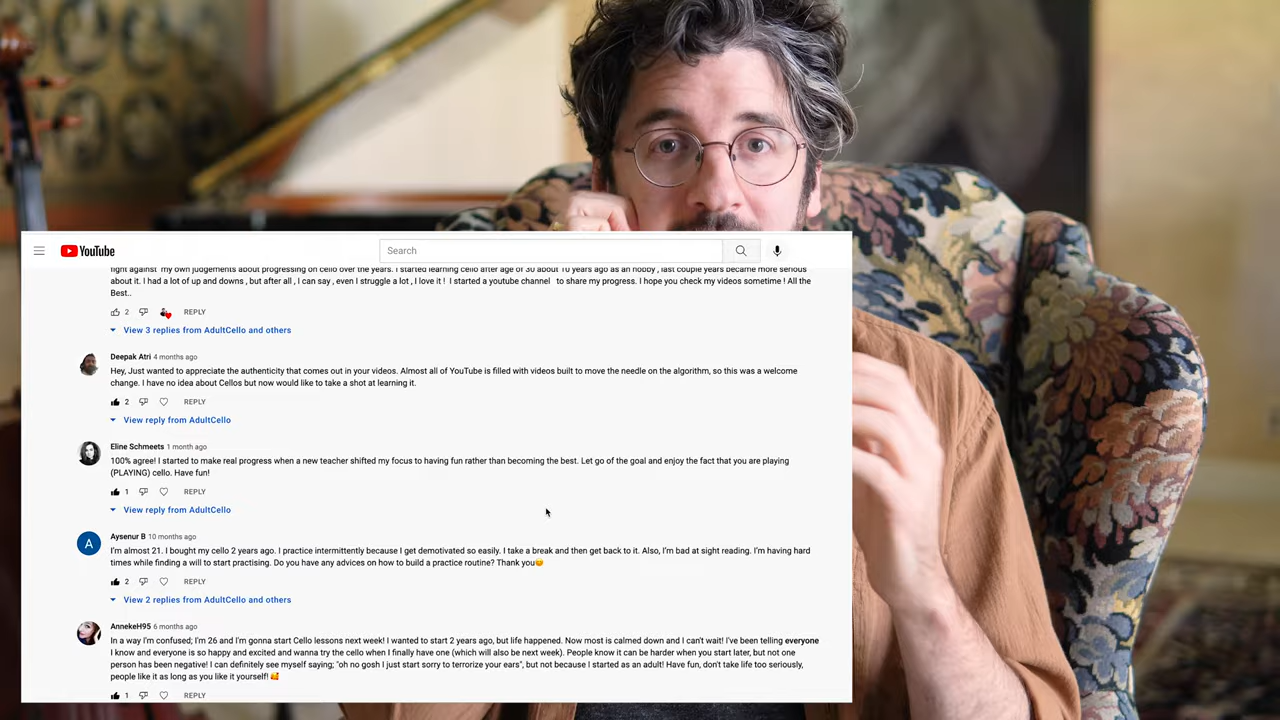 YouTube
Search
fight against my own judgements about progressing on cello over the years. I started learning cello after age of 30 about 10 years ago as an hobby , last couple years became more serious
about it. I had a lot of up and downs , but after all , I can say , even I struggle a lot , I love it ! I started a youtube channel to share my progress. I hope you check my videos sometime ! All the
Best..
2 REPLY
View 3 replies from AdultCello and others
Deepak Atri 4 months ago
Hey, Just wanted to appreciate the authenticity that comes out in your videos. Almost all of YouTube is filled with videos built to move the needle on the algorithm, so this was a welcome
change. I have no idea about Cellos but now would like to take a shot at learning it.
2 REPLY
View reply from AdultCello
Eline Schmeets 1 month ago
100% agree! I started to make real progress when a new teacher shifted my focus to having fun rather than becoming the best. Let go of the goal and enjoy the fact that you are playing
(PLAYING) cello. Have fun!
1 REPLY
View reply from AdultCello
A
Aysenur B 10 months ago
I'm almost 21. I bought my cello 2 years ago. I practice intermittently because I get demotivated so easily. I take a break and then get back to it. Also, I'm bad at sight reading. I'm having hard
times while finding a will to start practising. Do you have any advices on how to build a practice routine? Thank you😊
2 REPLY
View 2 replies from AdultCello and others
AnnekeH95 6 months ago
In a way I'm confused; I'm 26 and I'm gonna start Cello lessons next week! I wanted to start 2 years ago, but life happened. Now most is calmed down and I can't wait! I've been telling everyone
I know and everyone is so happy and excited and wanna try the cello when I finally have one (which will also be next week). People know it can be harder when you start later, but not one
person has been negative! I can definitely see myself saying; "oh no gosh I just start sorry to terrorize your ears", but not because I started as an adult! Have fun, don't take life too seriously,
people like it as long as you like it yourself! 🥰
1 REPLY